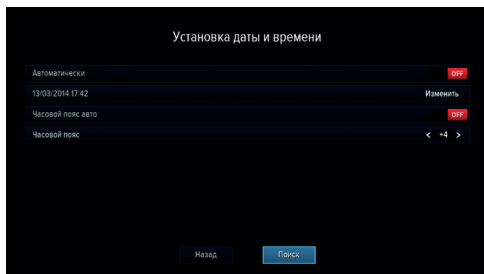 Установка даты и времени
Автоматически OFF
13/03/2014 17:42 Изменить
Часовой пояс авто OFF
Часовой пояс < +4 >
Назад Поиск